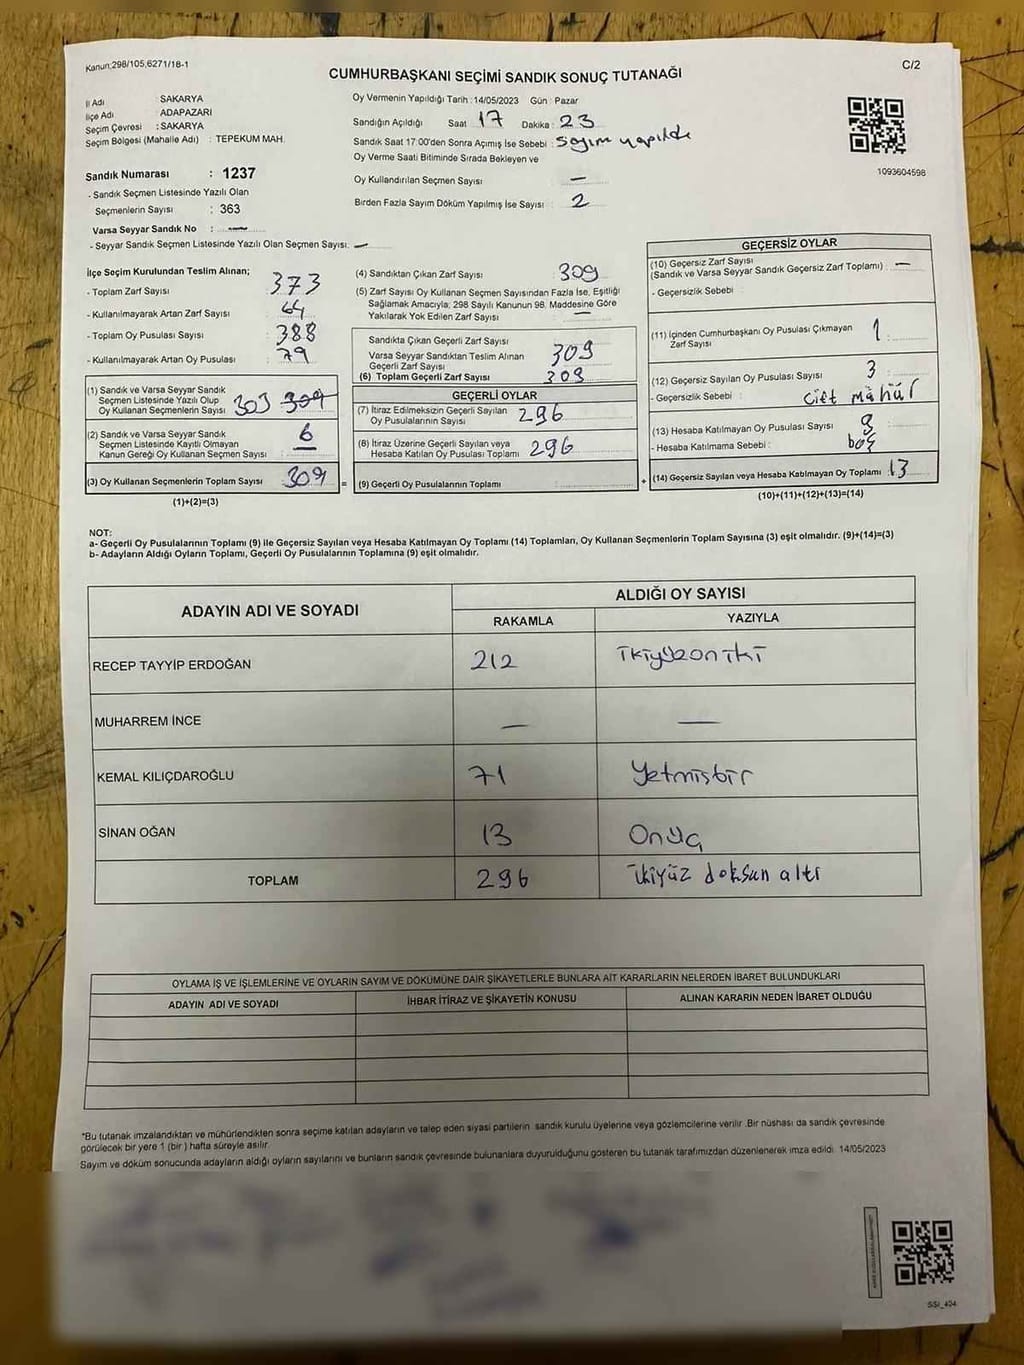 Kanun:298/105,6271/18-1
C/2
CUMHURBAŞKANI SEÇİMİ SANDIK SONUÇ TUTANAĞI
İl Adı SAKARYA
İlçe Adı ADAPAZARI
Seçim Çevresi : SAKARYA
Seçim Bölgesi (Mahalle Adı) : TEPEKUM MAH.
Oy Vermenin Yapıldığı Tarih :14/05/2023 Gün : Pazar
Sandığın Açıldığı Saat 17 Dakika : 23
Sandık Saat 17:00'den Sonra Açımış İse Sebebi : Sayım yapıldı
Oy Verme Saati Bitiminde Sırada Bekleyen ve
Oy Kullandırılan Seçmen Sayısı : —
Birden Fazla Sayım Döküm Yapılmış İse Sayısı : 2
1093604598
Sandık Numarası : 1237
- Sandık Seçmen Listesinde Yazılı Olan
Seçmenlerin Sayısı : 363
Varsa Seyyar Sandık No : —
- Seyyar Sandık Seçmen Listesinde Yazılı Olan Seçmen Sayısı: —
İlçe Seçim Kurulundan Teslim Alınan;
- Toplam Zarf Sayısı : 373
- Kullanılmayarak Artan Zarf Sayısı : 64
- Toplam Oy Pusulası Sayısı : 388
- Kullanılmayarak Artan Oy Pusulası : 79
(1) Sandık ve Varsa Seyyar Sandık
Seçmen Listesinde Yazılı Olup
Oy Kullanan Seçmenlerin Sayısı : 303 309
(2) Sandık ve Varsa Seyyar Sandık
Seçmen Listesinde Kayıtlı Olmayan
Kanun Gereği Oy Kullanan Seçmen Sayısı : 6
(3) Oy Kullanan Seçmenlerin Toplam Sayısı : 309
(1)+(2)=(3)
(4) Sandıktan Çıkan Zarf Sayısı : 309
(5) Zarf Sayısı Oy Kullanan Seçmen Sayısından Fazla İse, Eşitliği
Sağlamak Amacıyla; 298 Sayılı Kanunun 98. Maddesine Göre
Yakılarak Yok Edilen Zarf Sayısı : —
Sandıkta Çıkan Geçerli Zarf Sayısı :
Varsa Seyyar Sandıktan Teslim Alınan
Geçerli Zarf Sayısı : 309
(6) Toplam Geçerli Zarf Sayısı : 309
GEÇERLİ OYLAR
(7) İtiraz Edilmeksizin Geçerli Sayılan
Oy Pusulalarının Sayısı : 296
(8) İtiraz Üzerine Geçerli Sayılan veya
Hesaba Katılan Oy Pusulası Toplamı : 296
= (9) Geçerli Oy Pusulalarının Toplamı : +
GEÇERSİZ OYLAR
(10) Geçersiz Zarf Sayısı
(Sandık ve Varsa Seyyar Sandık Geçersiz Zarf Toplamı) : —
- Geçersizlik Sebebi :
(11) İçinden Cumhurbaşkanı Oy Pusulası Çıkmayan
Zarf Sayısı : 1
(12) Geçersiz Sayılan Oy Pusulası Sayısı : 3
- Geçersizlik Sebebi : Çift mühür
(13) Hesaba Katılmayan Oy Pusulası Sayısı : 9
- Hesaba Katılmama Sebebi : boş
(14) Geçersiz Sayılan veya Hesaba Katılmayan Oy Toplamı : 13
(10)+(11)+(12)+(13)=(14)
NOT:
a- Geçerli Oy Pusulalarının Toplamı (9) ile Geçersiz Sayılan veya Hesaba Katılmayan Oy Toplamı (14) Toplamları, Oy Kullanan Seçmenlerin Toplam Sayısına (3) eşit olmalıdır. (9)+(14)=(3)
b- Adayların Aldığı Oyların Toplamı, Geçerli Oy Pusulalarının Toplamına (9) eşit olmalıdır.
ADAYIN ADI VE SOYADI
ALDIĞI OY SAYISI
RAKAMLA YAZIYLA
RECEP TAYYİP ERDOĞAN 212 ikiyüzoniki
MUHARREM İNCE — —
KEMAL KILIÇDAROĞLU 71 Yetmişbir
SİNAN OĞAN 13 Onüç
TOPLAM 296 ikiyüz doksan altı
OYLAMA İŞ VE İŞLEMLERİNE VE OYLARIN SAYIM VE DÖKÜMÜNE DAİR ŞİKAYETLERLE BUNLARA AİT KARARLARIN NELERDEN İBARET BULUNDUKLARI
ADAYIN ADI VE SOYADI İHBAR İTİRAZ VE ŞİKAYETİN KONUSU ALINAN KARARIN NEDEN İBARET OLDUĞU
*Bu tutanak imzalandıktan ve mühürlendikten sonra seçime katılan adayların ve talep eden siyasi partilerin sandık kurulu üyelerine veya gözlemcilerine verilir .Bir nüshası da sandık çevresinde
görülecek bir yere 1 (bir ) hafta süreyle asılır.
Sayım ve döküm sonucunda adayların aldığı oyların sayılarını ve bunların sandık çevresinde bulunanlara duyurulduğunu gösteren bu tutanak tarafımızdan düzenlenerek imza edildi. 14/05/2023
SSI_404